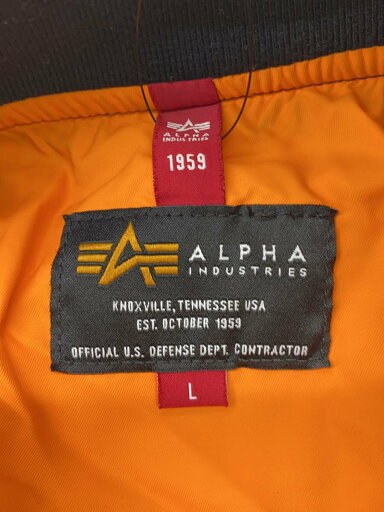 ALPHA
INDUSTRIES
1959
ALPHA
INDUSTRIES
KNOXVILLE, TENNESSEE USA
EST. OCTOBER 1959
OFFICIAL U.S. DEFENSE DEPT. CONTRACTOR
L